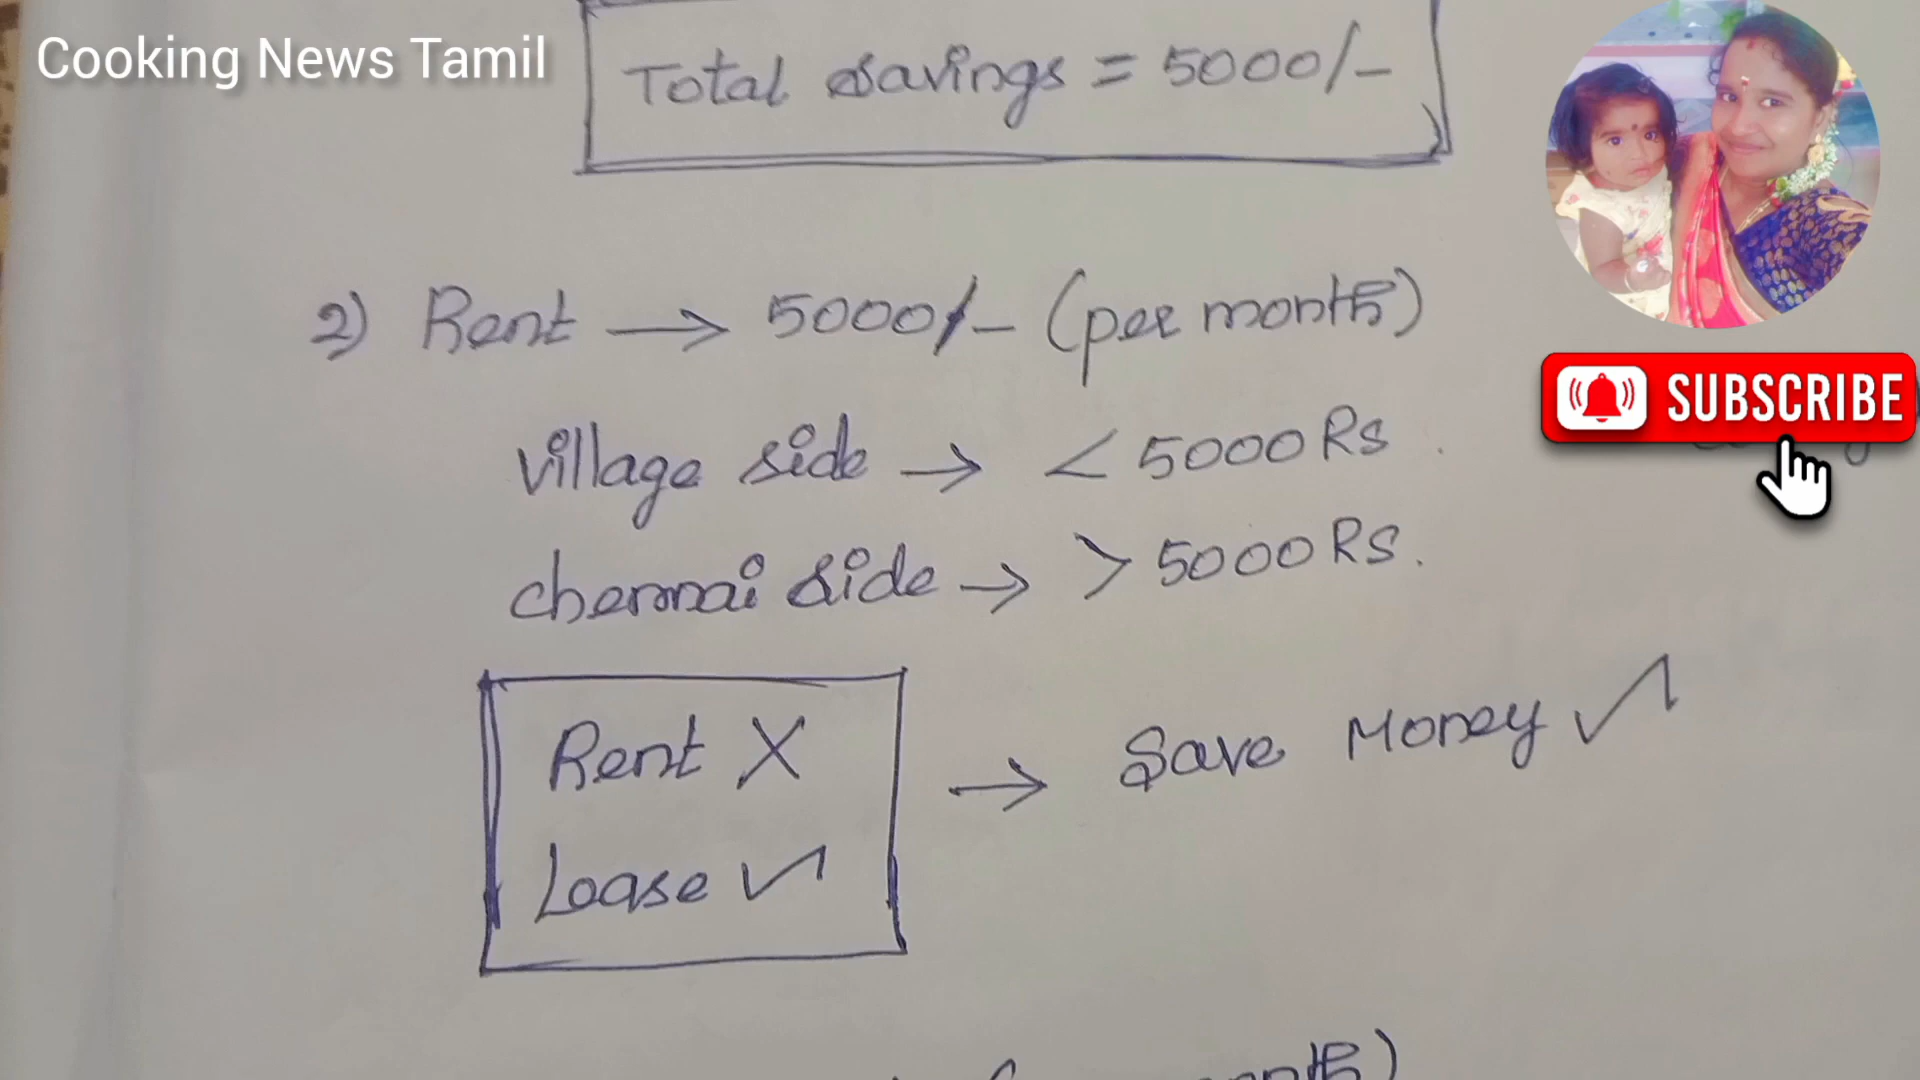 Cooking News Tamil
Total Savings = 5000/-
SUBSCRIBE
2) Rent → 5000/- (per month)
village side → < 5000 Rs.
chennai side → > 5000 Rs.
Rent X → Save Money ✓
Lease ✓
month)